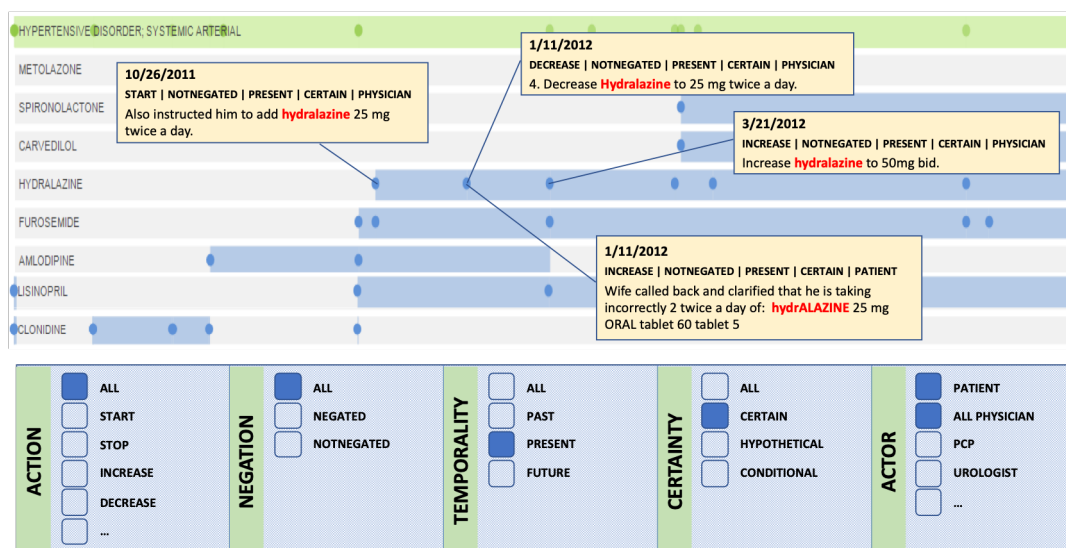 HYPERTENSIVE DISORDER; SYSTEMIC ARTERIAL
METOLAZONE
SPIRONOLACTONE
CARVEDILOL
HYDRALAZINE
FUROSEMIDE
AMLODIPINE
LISINOPRIL
CLONIDINE
10/26/2011
START | NOTNEGATED | PRESENT | CERTAIN | PHYSICIAN
Also instructed him to add hydralazine 25 mg
twice a day.
1/11/2012
DECREASE | NOTNEGATED | PRESENT | CERTAIN | PHYSICIAN
4. Decrease Hydralazine to 25 mg twice a day.
3/21/2012
INCREASE | NOTNEGATED | PRESENT | CERTAIN | PHYSICIAN
Increase hydralazine to 50mg bid.
1/11/2012
INCREASE | NOTNEGATED | PRESENT | CERTAIN | PATIENT
Wife called back and clarified that he is taking
incorrectly 2 twice a day of: hydrALAZINE 25 mg
ORAL tablet 60 tablet 5
ACTION
ALL
START
STOP
INCREASE
DECREASE
...
NEGATION
ALL
NEGATED
NOTNEGATED
TEMPORALITY
ALL
PAST
PRESENT
FUTURE
CERTAINTY
ALL
CERTAIN
HYPOTHETICAL
CONDITIONAL
ACTOR
PATIENT
ALL PHYSICIAN
PCP
UROLOGIST
...